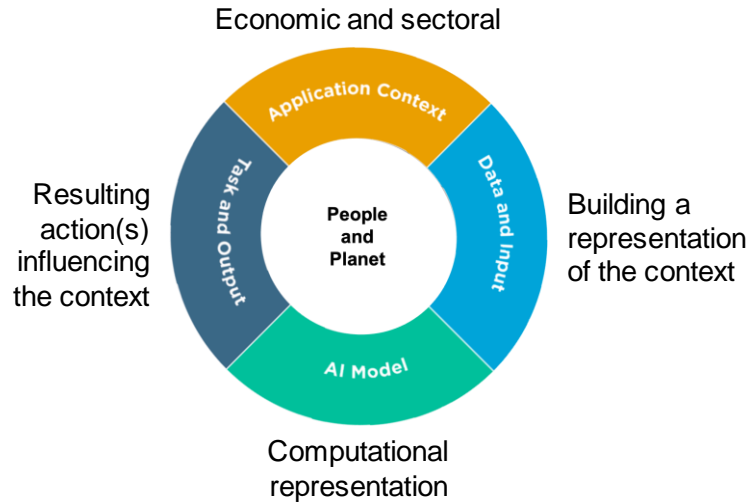 Economic and sectoral
Application Context
Data and Input
Building a
representation
of the context
AI Model
Computational
representation
Task and Output
Resulting
action(s)
influencing
the context
People
and
Planet